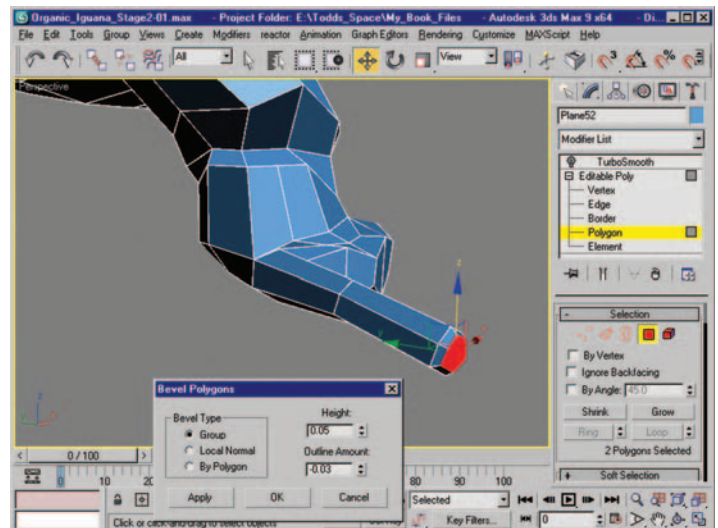 Organic_Iguana_Stage2-01.max - Project Folder: E:\Todds_Space\My_Book_Files - Autodesk 3ds Max 9 x64 - Di...
File Edit Tools Group Views Create Modifiers reactor Animation Graph Editors Rendering Customize MAXScript Help
All View
Perspective
Plane52
Modifier List
TurboSmooth
Editable Poly
Vertex
Edge
Border
Polygon
Element
Selection
By Vertex
Ignore Backfacing
By Angle: 45.0
Shrink Grow
Ring Loop
2 Polygons Selected
Soft Selection
Bevel Polygons
Bevel Type
Group
Local Normal
By Polygon
Height:
0.05
Outline Amount:
-0.03
Apply OK Cancel
0 / 100
0 10 80 90 100
Selected
Key Filters...
0
Click or click-and-drag to select objects